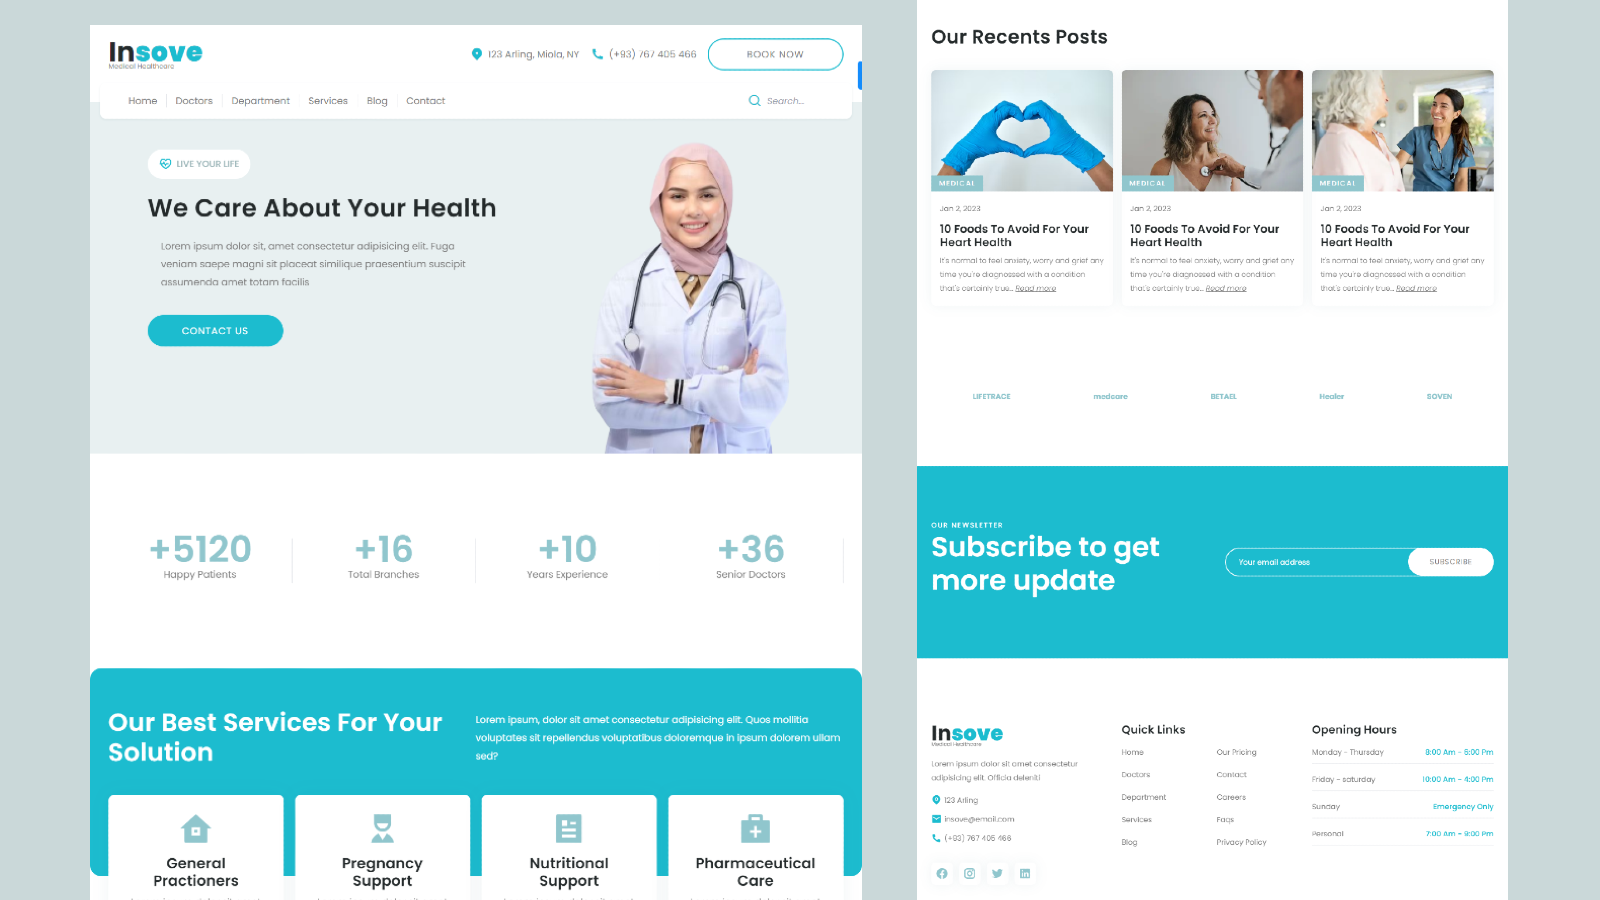 Insove
Medical Healthcare
123 Arling, Miola, NY
(+93) 767 405 466
BOOK NOW
Home
Doctors
Department
Services
Blog
Contact
Search...
LIVE YOUR LIFE
We Care About Your Health
Lorem ipsum dolor sit, amet consectetur adipisicing elit. Fuga
veniam saepe magni sit placeat similique praesentium suscipit
assumenda amet totam facilis
CONTACT US
+5120
Happy Patients
+16
Total Branches
+10
Years Experience
+36
Senior Doctors
Our Best Services For Your
Solution
Lorem ipsum, dolor sit amet consectetur adipisicing elit. Quos mollitia
voluptates sit repellendus voluptatibus doloremque in ipsum dolorem ullam
sed?
General
Practioners
Pregnancy
Support
Nutritional
Support
Pharmaceutical
Care
Our Recents Posts
MEDICAL
Jan 2, 2023
10 Foods To Avoid For Your
Heart Health
It's normal to feel anxiety, worry and grief any
time you're diagnosed with a condition
that's certainly true... Read more
MEDICAL
Jan 2, 2023
10 Foods To Avoid For Your
Heart Health
It's normal to feel anxiety, worry and grief any
time you're diagnosed with a condition
that's certainly true... Read more
MEDICAL
Jan 2, 2023
10 Foods To Avoid For Your
Heart Health
It's normal to feel anxiety, worry and grief any
time you're diagnosed with a condition
that's certainly true... Read more
LIFETRACE
medcare
BETAEL
Healer
SOVEN
OUR NEWSLETTER
Subscribe to get
more update
Your email address
SUBSCRIBE
Insove
Medical Healthcare
Lorem ipsum dolor sit amet consectetur
adipisicing elit. Officia deleniti
123 Arling
insove@email.com
(+93) 767 405 466
Quick Links
Home
Doctors
Department
Services
Blog
Our Pricing
Contact
Careers
Faqs
Privacy Policy
Opening Hours
Monday - Thursday 8:00 Am - 6:00 Pm
Friday - saturday 10:00 Am - 4:00 Pm
Sunday Emergency Only
Personal 7:00 Am - 9:00 Pm